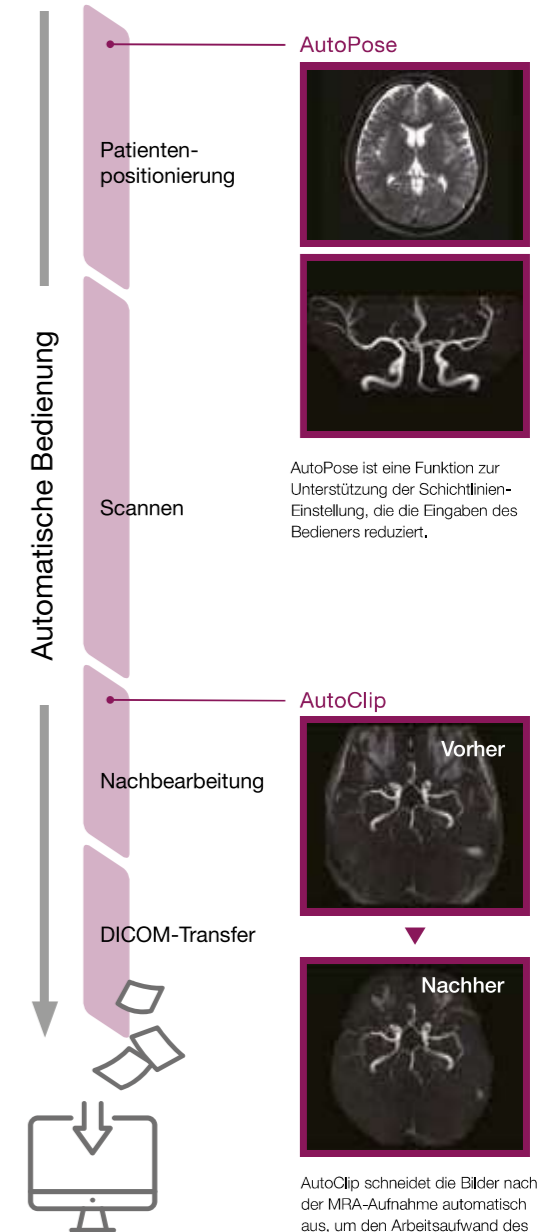 Automatische Bedienung
Patienten-
positionierung
Scannen
Nachbearbeitung
DICOM-Transfer
AutoPose
AutoPose ist eine Funktion zur
Unterstützung der Schichtlinien-
Einstellung, die die Eingaben des
Bedieners reduziert.
AutoClip
Vorher
Nachher
AutoClip schneidet die Bilder nach
der MRA-Aufnahme automatisch
aus, um den Arbeitsaufwand des